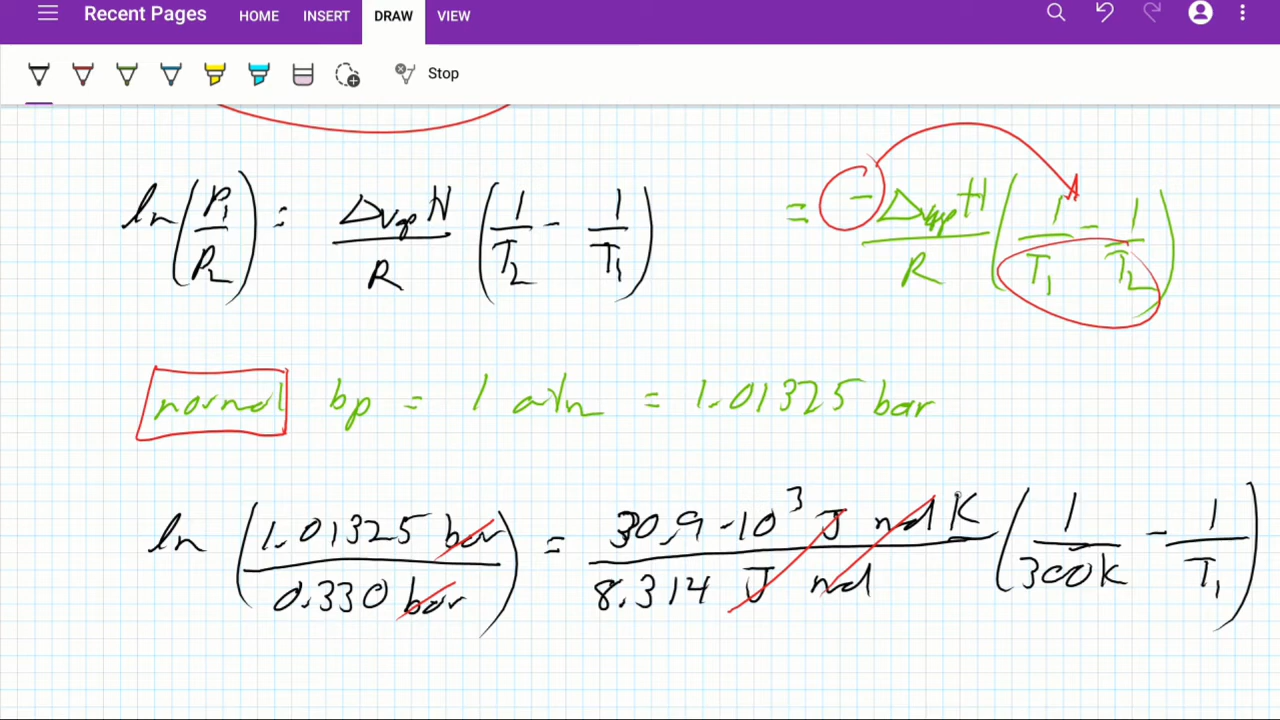 Recent Pages HOME INSERT DRAW VIEW
Stop
ln(P₁/P₂) = ΔvapH/R (1/T₂ - 1/T₁) = -ΔvapH/R (1/T₁ - 1/T₂)
normal bp = 1 atm = 1.01325 bar
ln(1.01325 bar/0.330 bar) = 30.9·10³ J mol K/8.314 J mol (1/300K - 1/T₁)